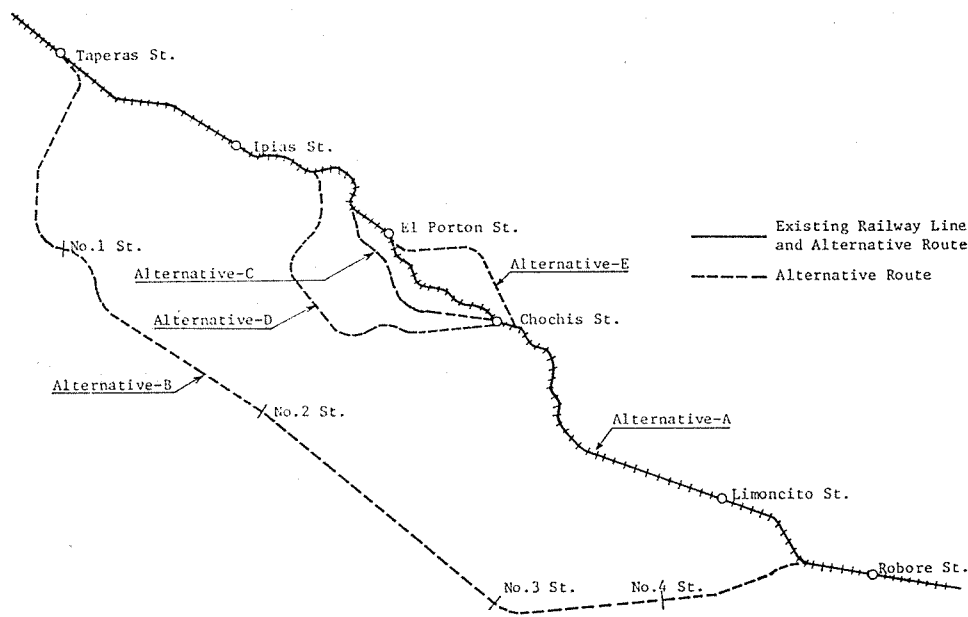 Taperas St.
Ipias St.
El Porton St.
Existing Railway Line
and Alternative Route
No.1 St.
Alternative-C
Alternative-E
Alternative Route
Alternative-D
Chochis St.
Alternative-B
No.2 St.
Alternative-A
Limoncito St.
Robore St.
No.3 St.
No.4 St.